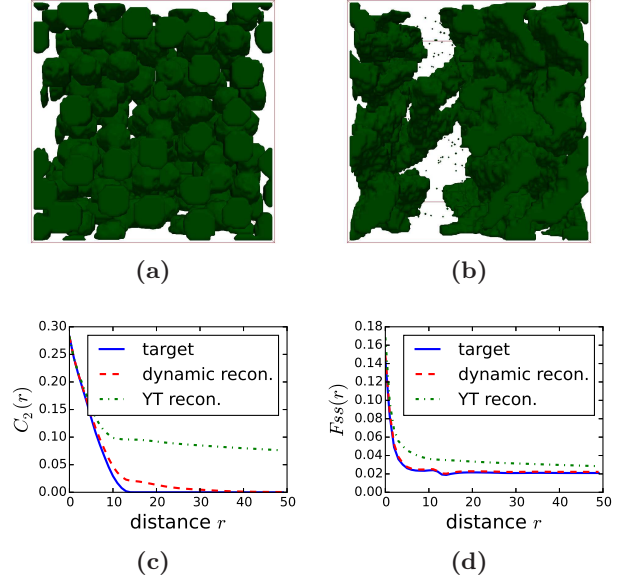 (a)
(b)
0.30
0.25
0.20
0.15
0.10
0.05
0.00
0
10
20
30
40
50
C₂(r)
distance r
target
dynamic recon.
YT recon.
0.18
0.16
0.14
0.12
0.10
0.08
0.06
0.04
0.02
0.00
0
10
20
30
40
50
Fss(r)
distance r
target
dynamic recon.
YT recon.
(c)
(d)